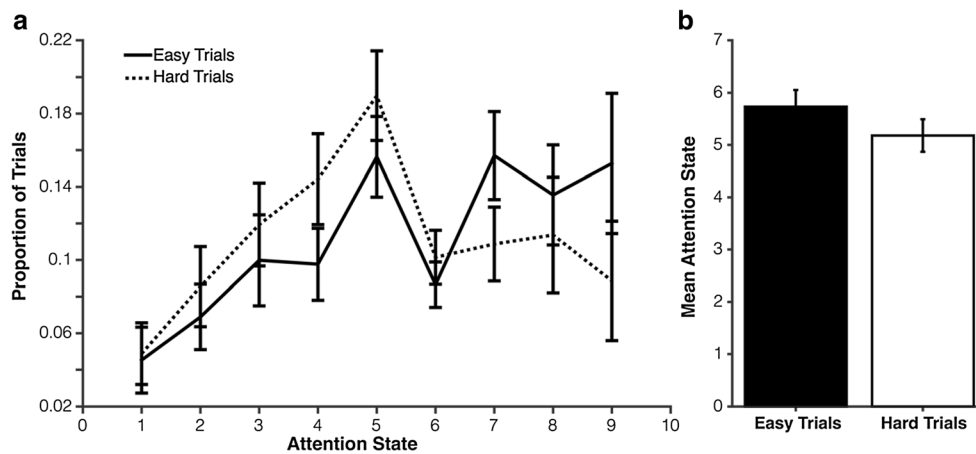 a
Proportion of Trials
0.22
0.18
0.14
0.1
0.06
0.02
Easy Trials
Hard Trials
0 1 2 3 4 5 6 7 8 9 10
Attention State
b
Mean Attention State
7
6
5
4
3
2
1
0
Easy Trials Hard Trials